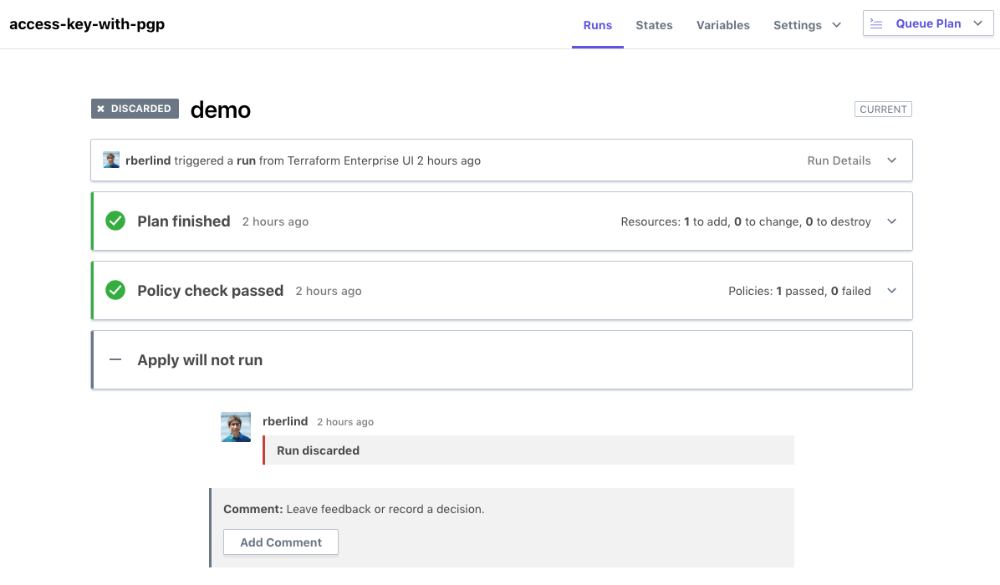 access-key-with-pgp
Runs States Variables Settings Queue Plan
DISCARDED demo CURRENT
rberlind triggered a run from Terraform Enterprise UI 2 hours ago Run Details
Plan finished 2 hours ago Resources: 1 to add, 0 to change, 0 to destroy
Policy check passed 2 hours ago Policies: 1 passed, 0 failed
Apply will not run
rberlind 2 hours ago
Run discarded
Comment: Leave feedback or record a decision.
Add Comment